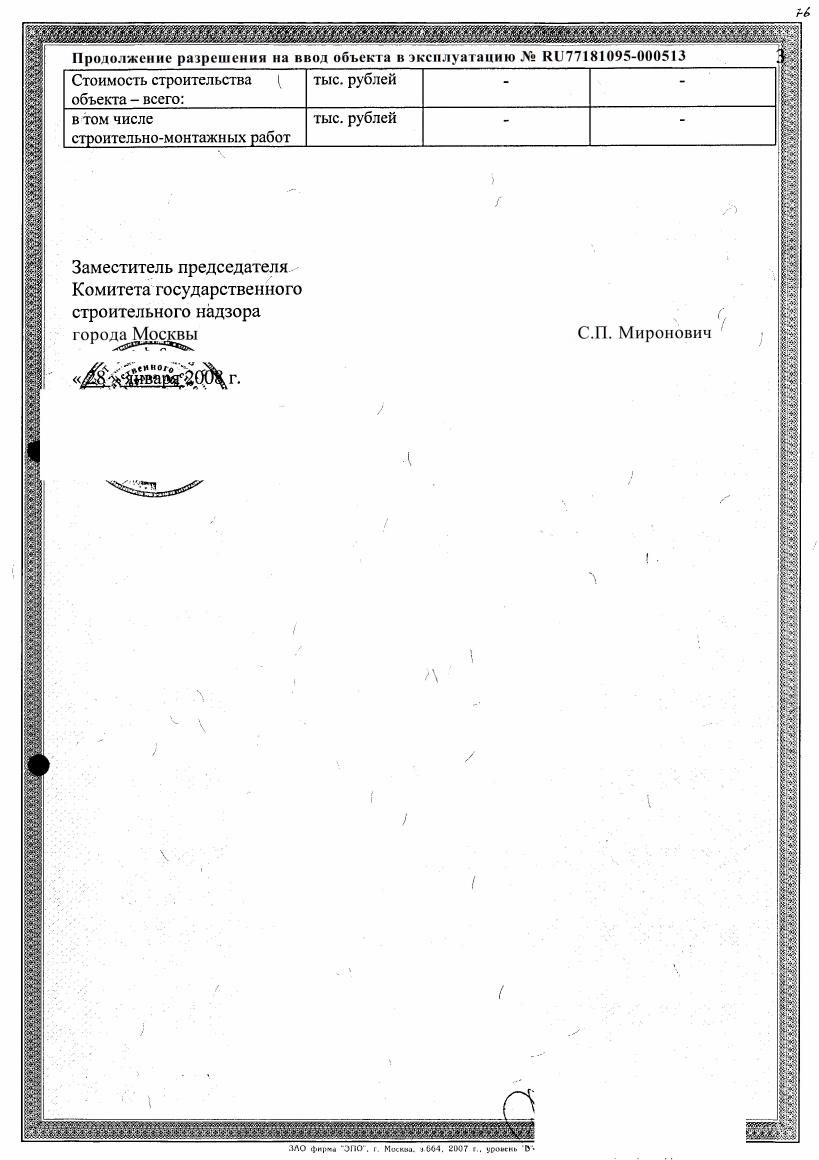 76
Продолжение разрешения на ввод объекта в эксплуатацию № RU77181095-000513
3
Стоимость строительства тыс. рублей - -
объекта – всего:
в том числе тыс. рублей - -
строительно-монтажных работ
Заместитель председателя
Комитета государственного
строительного надзора
города Москвы С.П. Миронович
« 28 » января 2008 г.
ЗАО фирма "ЭПО", г. Москва, з.664, 2007 г., уровень "В"